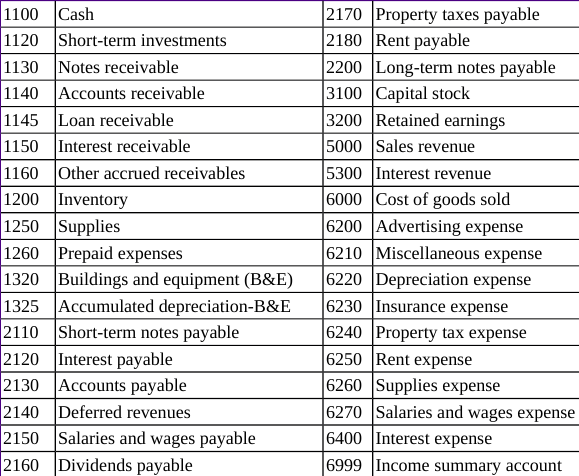 1100 Cash 2170 Property taxes payable
1120 Short-term investments 2180 Rent payable
1130 Notes receivable 2200 Long-term notes payable
1140 Accounts receivable 3100 Capital stock
1145 Loan receivable 3200 Retained earnings
1150 Interest receivable 5000 Sales revenue
1160 Other accrued receivables 5300 Interest revenue
1200 Inventory 6000 Cost of goods sold
1250 Supplies 6200 Advertising expense
1260 Prepaid expenses 6210 Miscellaneous expense
1320 Buildings and equipment (B&E) 6220 Depreciation expense
1325 Accumulated depreciation-B&E 6230 Insurance expense
2110 Short-term notes payable 6240 Property tax expense
2120 Interest payable 6250 Rent expense
2130 Accounts payable 6260 Supplies expense
2140 Deferred revenues 6270 Salaries and wages expense
2150 Salaries and wages payable 6400 Interest expense
2160 Dividends payable 6999 Income summary account